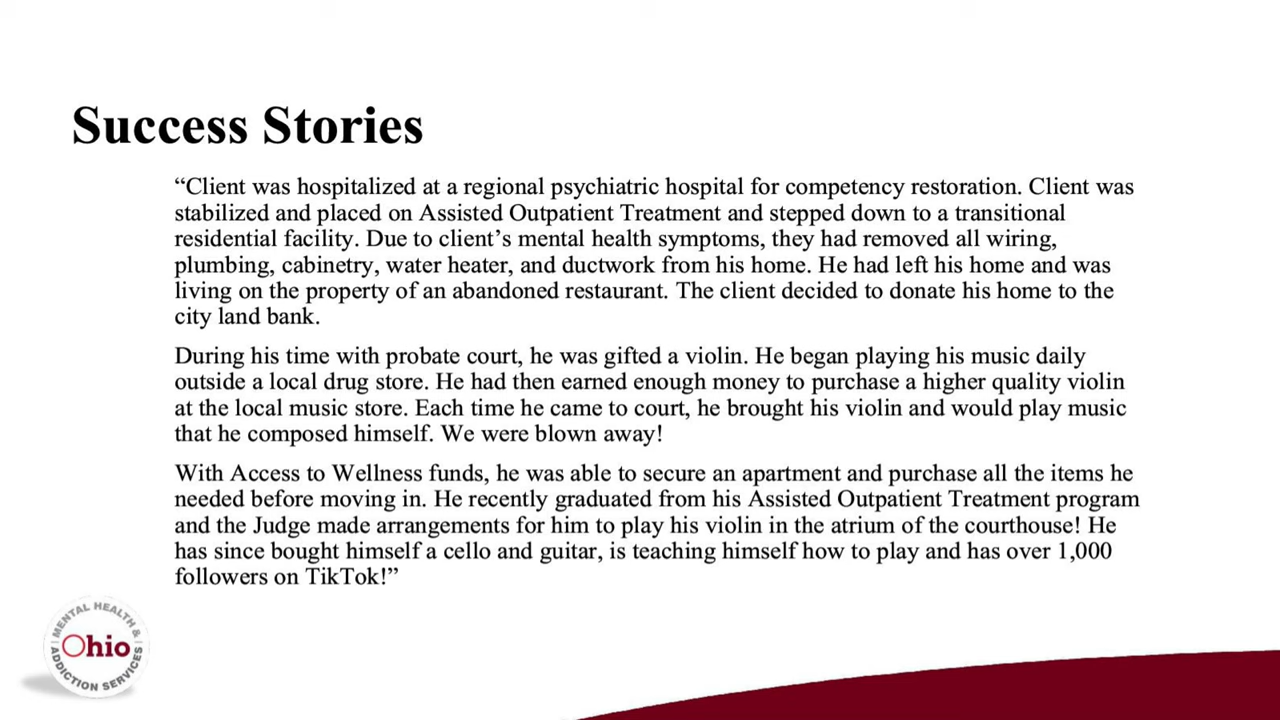 Success Stories
“Client was hospitalized at a regional psychiatric hospital for competency restoration. Client was
stabilized and placed on Assisted Outpatient Treatment and stepped down to a transitional
residential facility. Due to client’s mental health symptoms, they had removed all wiring,
plumbing, cabinetry, water heater, and ductwork from his home. He had left his home and was
living on the property of an abandoned restaurant. The client decided to donate his home to the
city land bank.
During his time with probate court, he was gifted a violin. He began playing his music daily
outside a local drug store. He had then earned enough money to purchase a higher quality violin
at the local music store. Each time he came to court, he brought his violin and would play music
that he composed himself. We were blown away!
With Access to Wellness funds, he was able to secure an apartment and purchase all the items he
needed before moving in. He recently graduated from his Assisted Outpatient Treatment program
and the Judge made arrangements for him to play his violin in the atrium of the courthouse! He
has since bought himself a cello and guitar, is teaching himself how to play and has over 1,000
followers on TikTok!”
MENTAL HEALTH &
Ohio
ADDICTION SERVICES